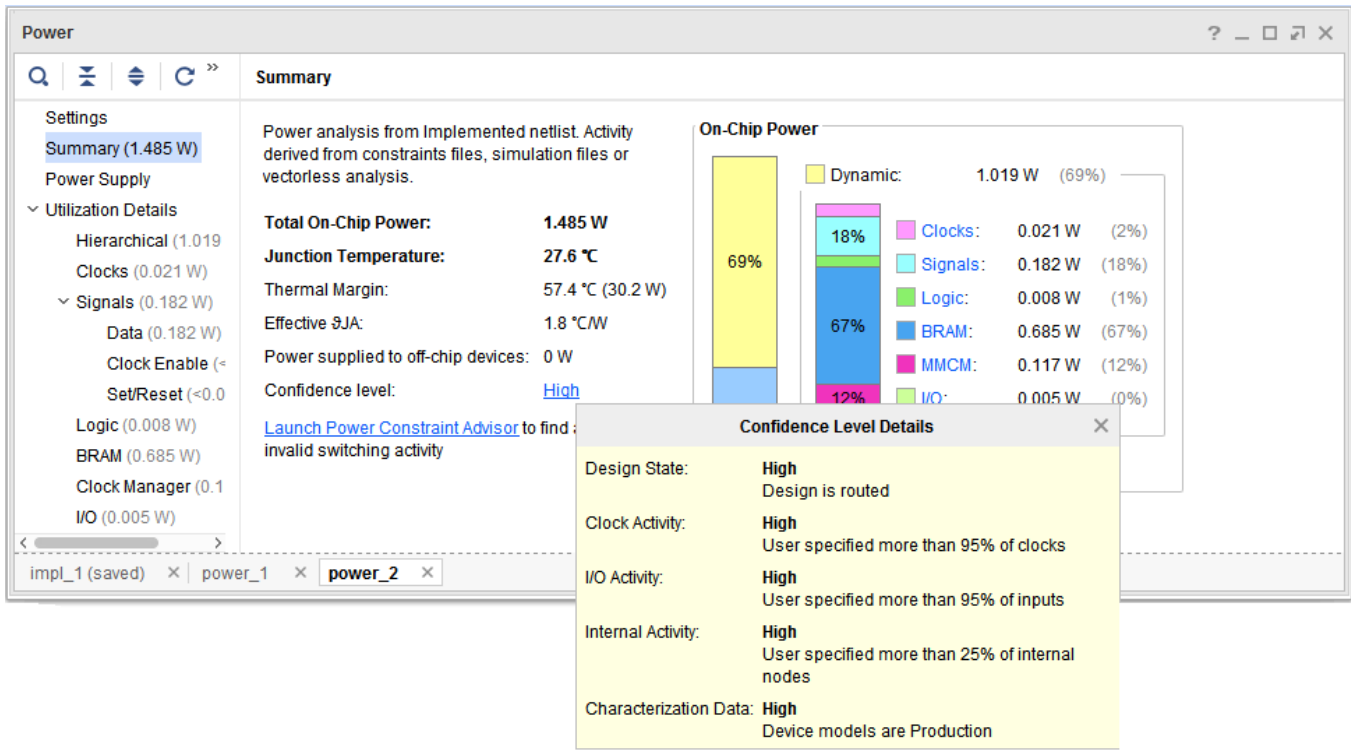 Power
Summary
Settings
Summary (1.485 W)
Power Supply
Utilization Details
Hierarchical (1.019
Clocks (0.021 W)
Signals (0.182 W)
Data (0.182 W)
Clock Enable (<
Set/Reset (<0.0
Logic (0.008 W)
BRAM (0.685 W)
Clock Manager (0.1
I/O (0.005 W)
Power analysis from Implemented netlist. Activity
derived from constraints files, simulation files or
vectorless analysis.
Total On-Chip Power: 1.485 W
Junction Temperature: 27.6 °C
Thermal Margin: 57.4 °C (30.2 W)
Effective ϑJA: 1.8 °C/W
Power supplied to off-chip devices: 0 W
Confidence level: High
Launch Power Constraint Advisor to find
invalid switching activity
On-Chip Power
69%
Dynamic: 1.019 W (69%)
18%
67%
12%
Clocks: 0.021 W (2%)
Signals: 0.182 W (18%)
Logic: 0.008 W (1%)
BRAM: 0.685 W (67%)
MMCM: 0.117 W (12%)
I/O: 0.005 W (0%)
Confidence Level Details
Design State: High
Design is routed
Clock Activity: High
User specified more than 95% of clocks
I/O Activity: High
User specified more than 95% of inputs
Internal Activity: High
User specified more than 25% of internal
nodes
Characterization Data: High
Device models are Production
impl_1 (saved)
power_1
power_2